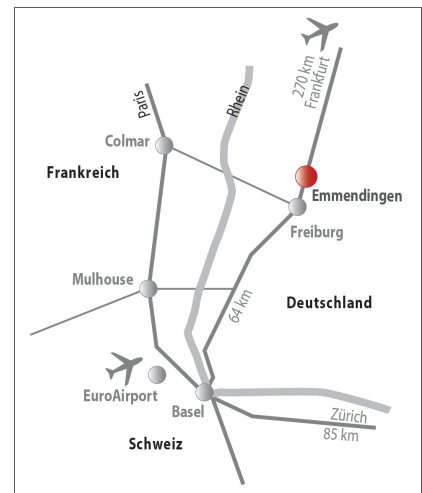 270 km
Frankfurt
Paris
Rhein
Colmar
Frankreich
Emmendingen
Freiburg
Mulhouse
Deutschland
64 km
EuroAirport
Basel
Zürich
85 km
Schweiz